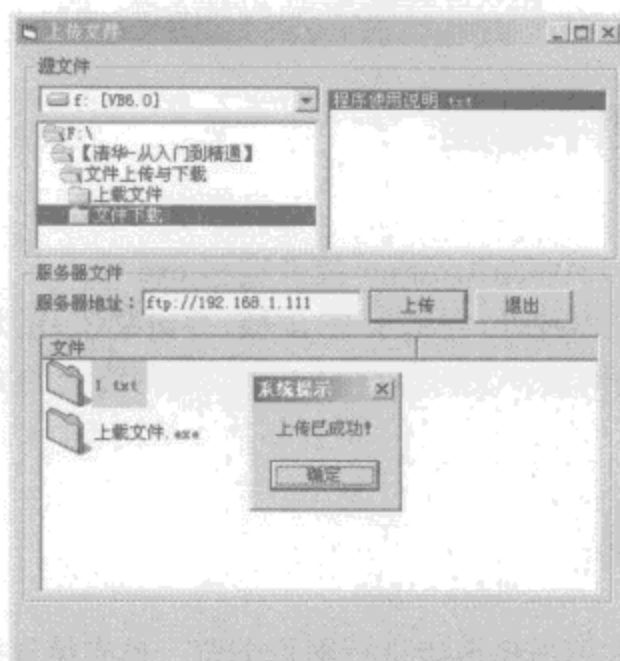 上传文件
源文件
f: [VB6.0]
程序使用说明.txt
F:\
【清华-从入门到精通】
文件上传与下载
上载文件
文件下载
服务器文件
服务器地址：ftp://192.168.1.111
上传
退出
文件
1.txt
上载文件.exe
系统提示
上传已成功!
确定